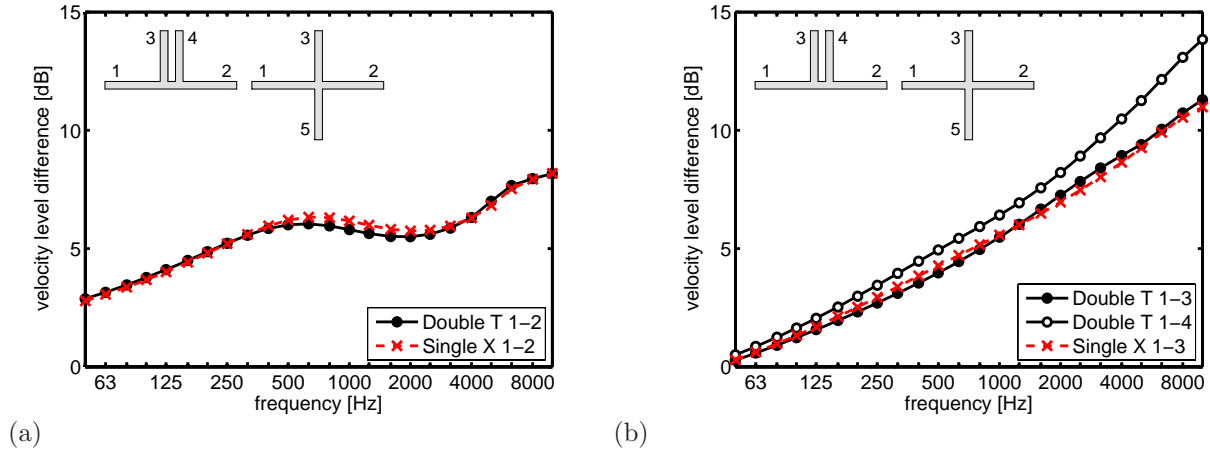 15
10
5
0
velocity level difference [dB]
3 4
1 2
3
1 2
5
Double T 1−2
Single X 1−2
63 125 250 500 1000 2000 4000 8000
frequency [Hz]
(a)
15
10
5
0
velocity level difference [dB]
3 4
1 2
3
1 2
5
Double T 1−3
Double T 1−4
Single X 1−3
63 125 250 500 1000 2000 4000 8000
frequency [Hz]
(b)